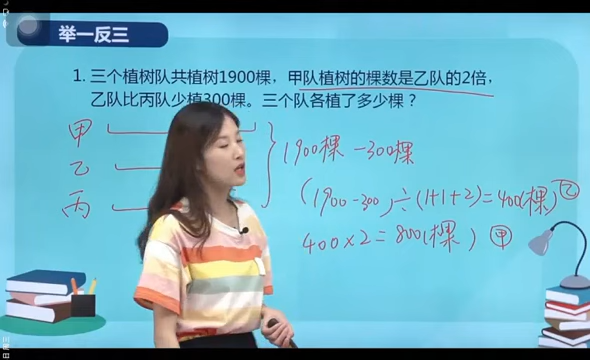 举一反三
1. 三个植树队共植树1900棵，甲队植树的棵数是乙队的2倍，
乙队比丙队少植300棵。三个队各植了多少棵？
甲
1900棵 -300棵
乙
(1900-300)÷(1+1+2)=400(棵) 乙
丙
400×2=800(棵) 甲